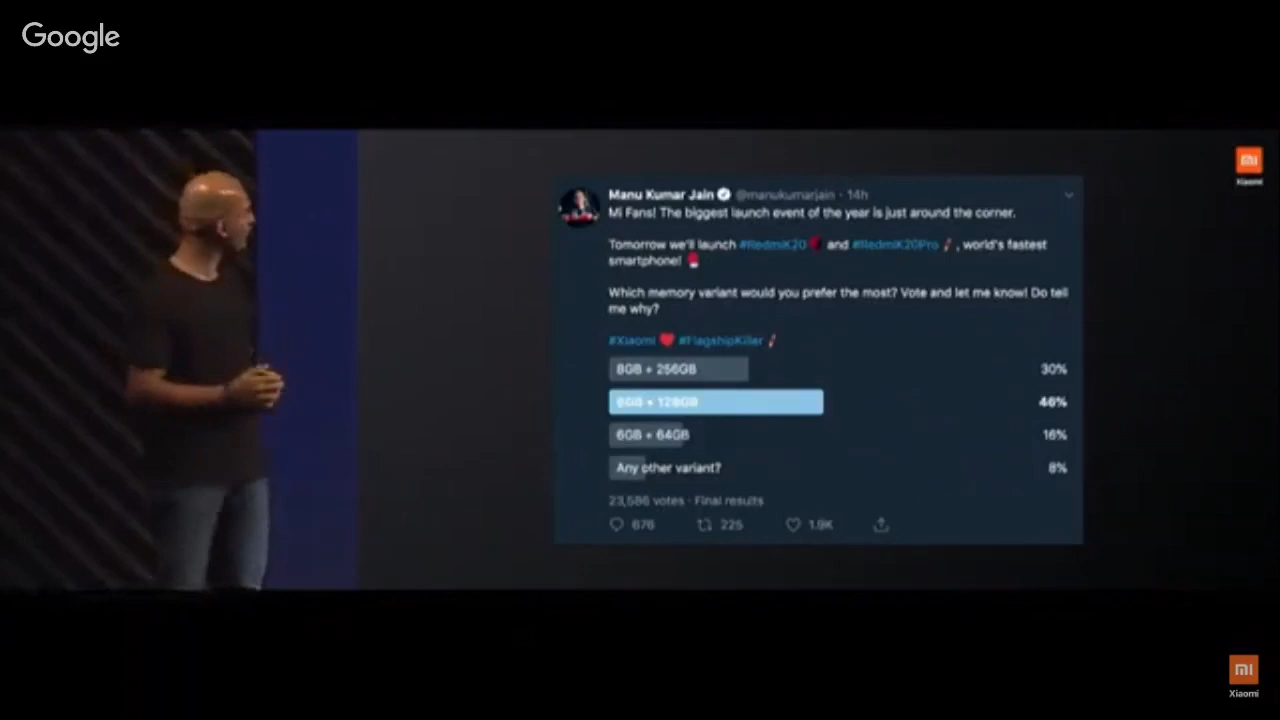 Google
mi
Xiaomi
Manu Kumar Jain @manukumarjain · 14h
Mi Fans! The biggest launch event of the year is just around the corner.
Tomorrow we'll launch #RedmiK20 and #RedmiK20Pro , world's fastest
smartphone!
Which memory variant would you prefer the most? Vote and let me know! Do tell
me why?
#Xiaomi #FlagshipKiller
8GB + 256GB 30%
+ 128GB 46%
6GB + 64GB 16%
Any other variant? 8%
23,586 votes · Final results
676 225 1.9K
mi
Xiaomi